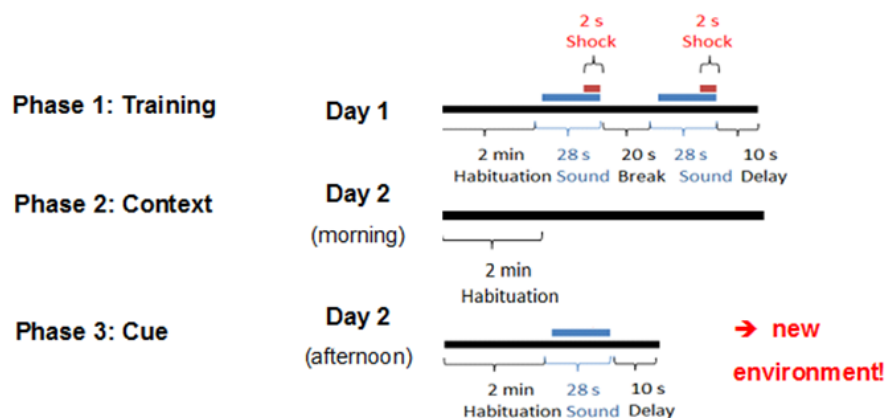 2 s 2 s
Shock Shock
Phase 1: Training Day 1
2 min 28 s 20 s 28 s 10 s
Habituation Sound Break Sound Delay
Phase 2: Context Day 2
(morning)
2 min
Habituation
Phase 3: Cue Day 2
(afternoon)
➔ new
environment!
2 min 28 s 10 s
Habituation Sound Delay